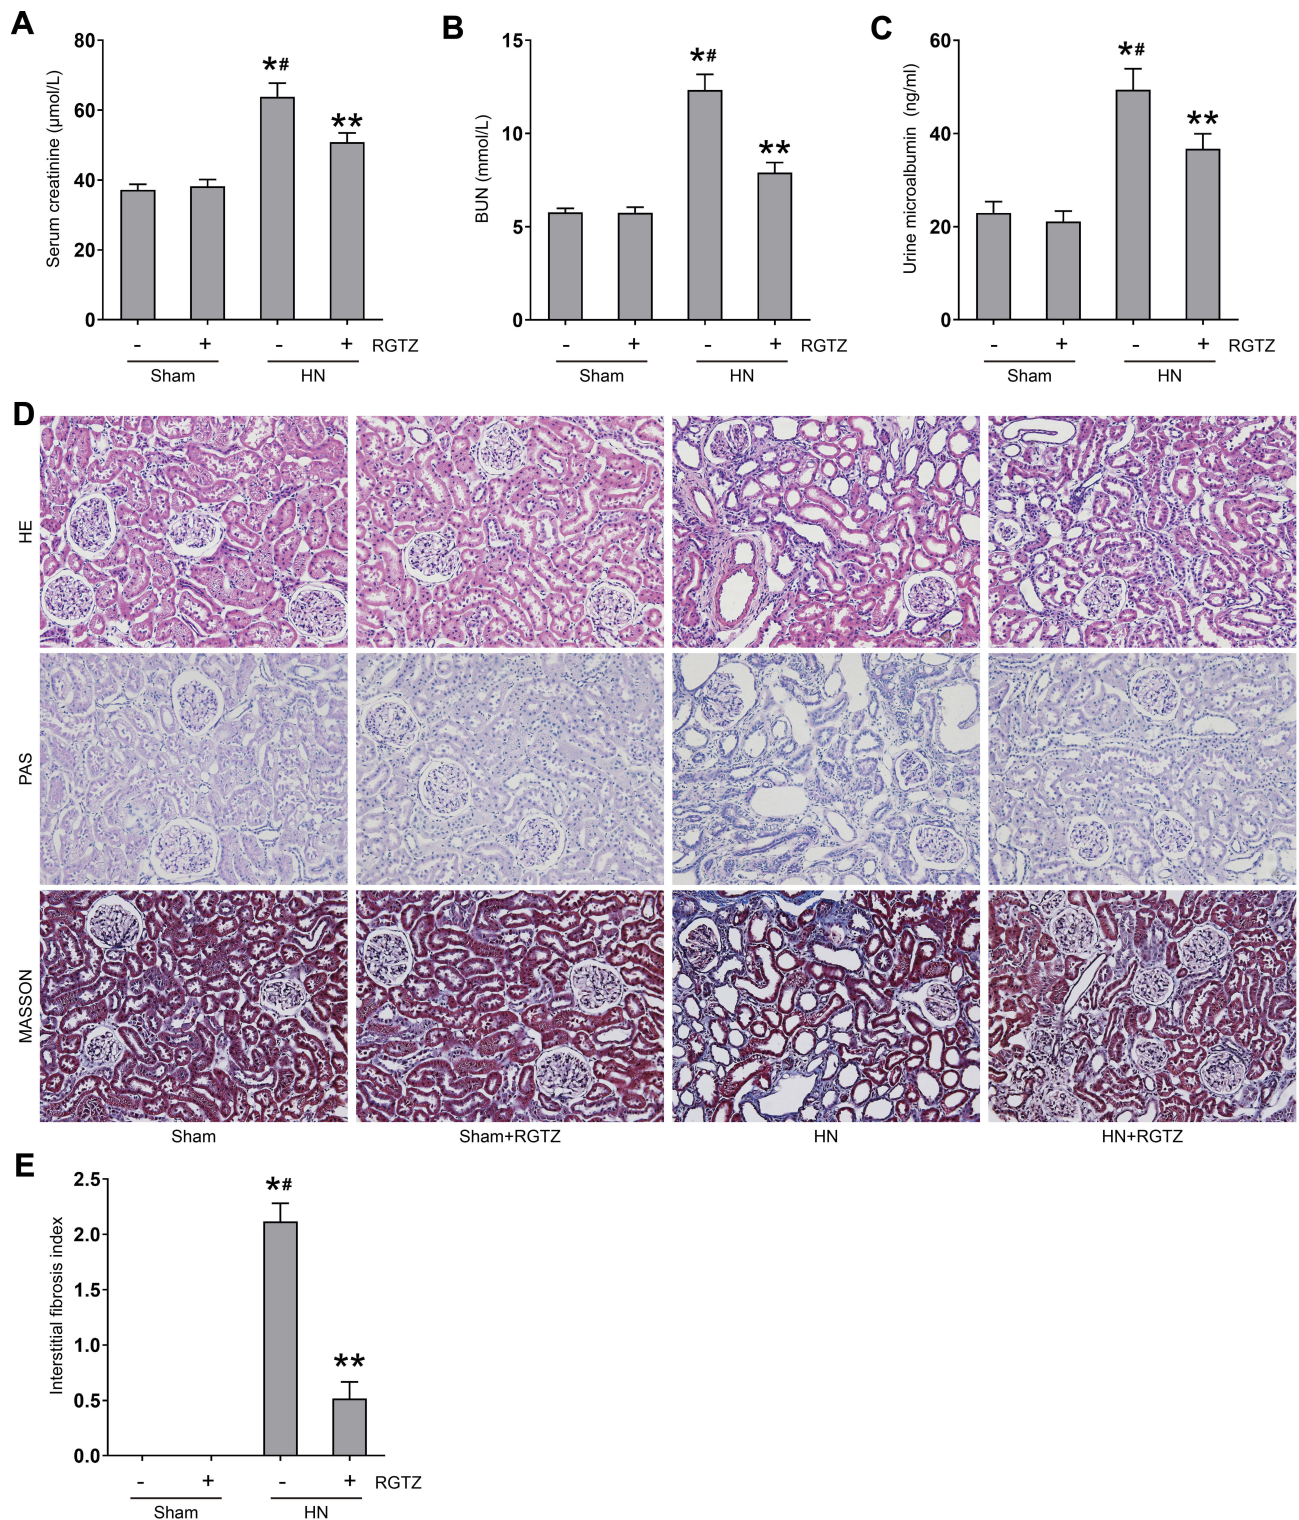 A
Serum creatinine (μmol/L)
80
60
40
20
0
*#
**
- + - + RGTZ
Sham HN
B
BUN (mmol/L)
15
10
5
0
*#
**
- + - + RGTZ
Sham HN
C
Urine microalbumin (ng/ml)
60
40
20
0
*#
**
- + - + RGTZ
Sham HN
D
HE
PAS
MASSON
Sham Sham+RGTZ HN HN+RGTZ
E
Interstitial fibrosis index
2.5
2.0
1.5
1.0
0.5
0.0
*#
**
- + - + RGTZ
Sham HN